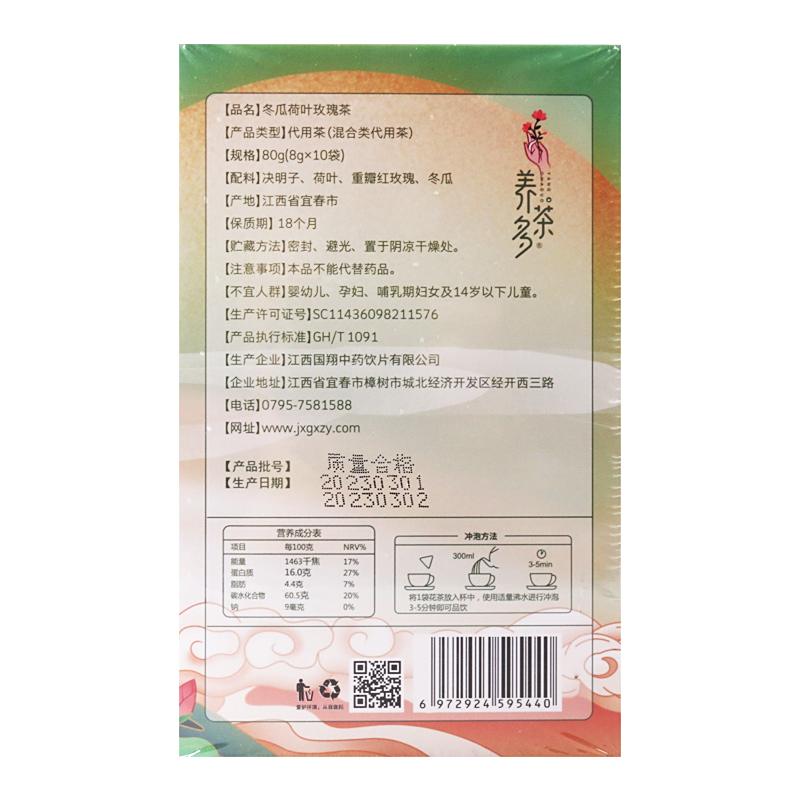 【品名】冬瓜荷叶玫瑰茶
【产品类型】代用茶(混合类代用茶)
【规格】80g(8g×10袋)
【配料】决明子、荷叶、重瓣红玫瑰、冬瓜
【产地】江西省宜春市
【保质期】18个月
【贮藏方法】密封、避光、置于阴凉干燥处。
【注意事项】本品不能代替药品。
【不宜人群】婴幼儿、孕妇、哺乳期妇女及14岁以下儿童。
【生产许可证号】SC11436098211576
【产品执行标准】GH/T 1091
【生产企业】江西国翔中药饮片有限公司
【企业地址】江西省宜春市樟树市城北经济开发区经开西三路
【电话】0795-7581588
【网址】www.jxgxzy.com
养茶多®
【产品批号】
【生产日期】
质量合格
20230301
20230302
营养成分表
项目 每100克 NRV%
能量 1463千焦 17%
蛋白质 16.0克 27%
脂肪 4.4克 7%
碳水化合物 60.5克 20%
钠 9毫克 0%
冲泡方法
300ml
3-5min
将1袋花茶放入杯中，使用适量沸水进行冲泡
3-5分钟即可品饮
爱护环境，从我做起
6 972924 595440